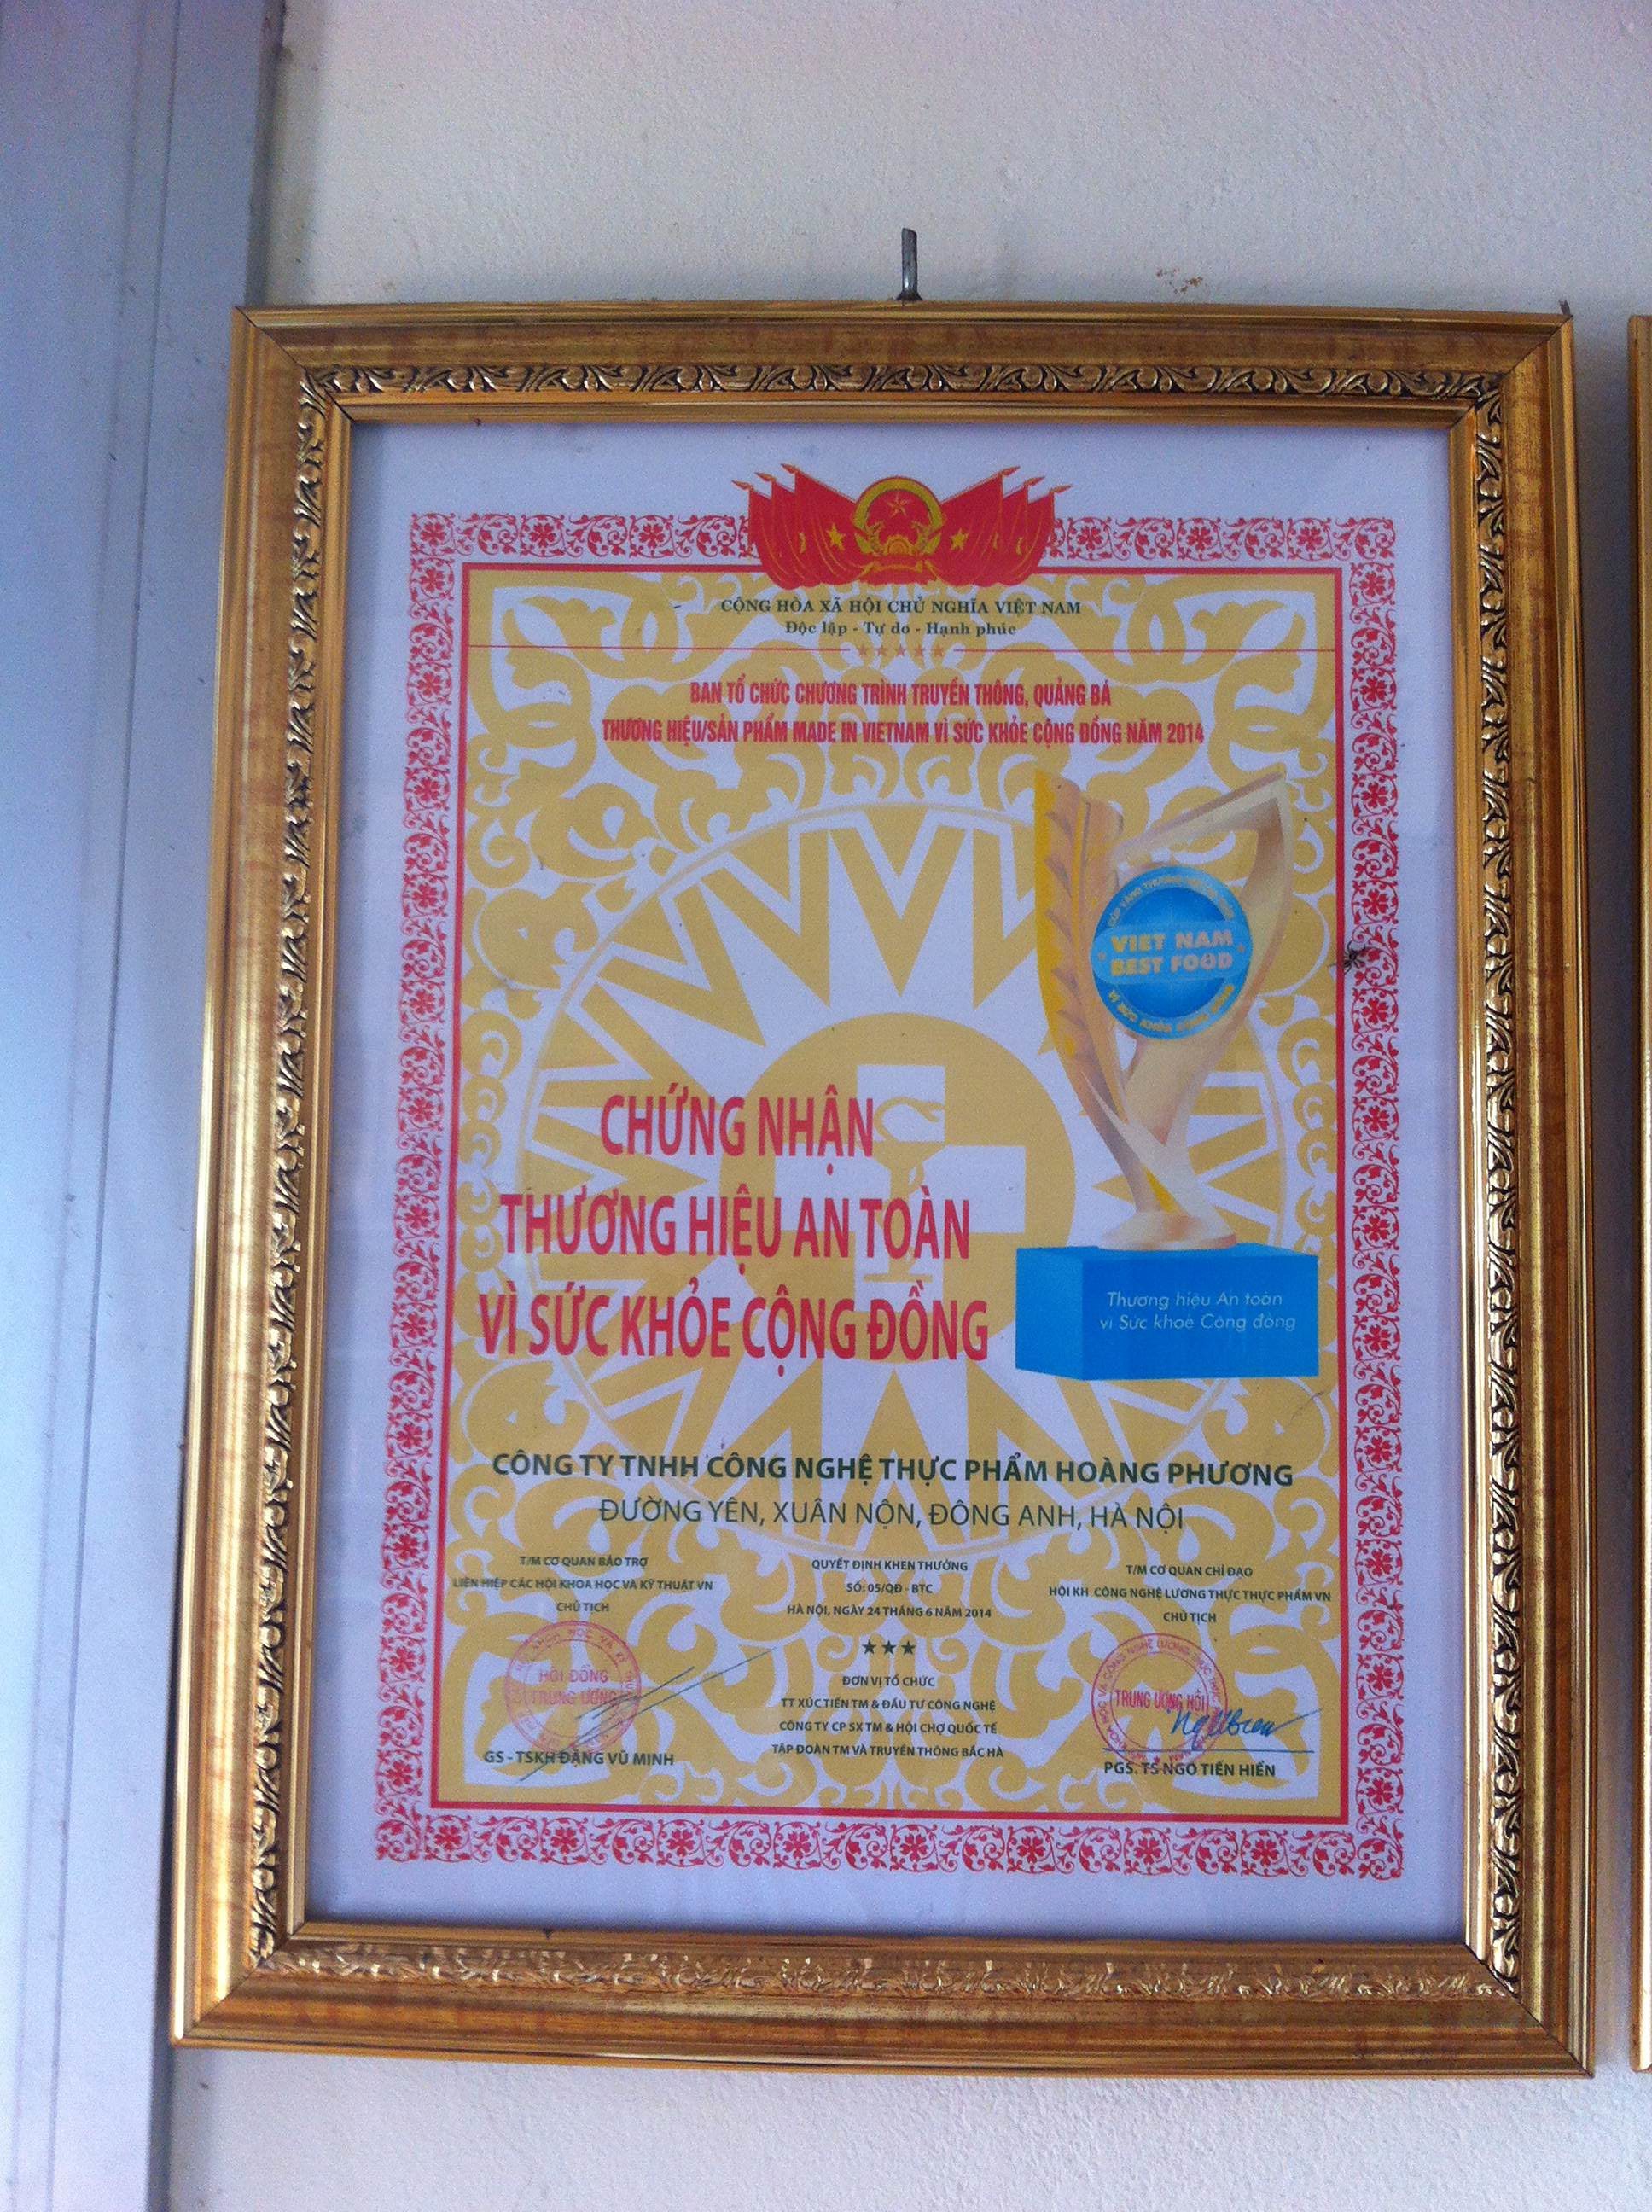 CỘNG HÒA XÃ HỘI CHỦ NGHĨA VIỆT NAM
Độc lập - Tự do - Hạnh phúc
BAN TỔ CHỨC CHƯƠNG TRÌNH TRUYỀN THÔNG, QUẢNG BÁ
THƯƠNG HIỆU/SẢN PHẨM MADE IN VIETNAM VÌ SỨC KHỎE CỘNG ĐỒNG NĂM 2014
VIET NAM
BEST FOOD
CHỨNG NHẬN
THƯƠNG HIỆU AN TOÀN
VÌ SỨC KHỎE CỘNG ĐỒNG
Thương hiệu An toàn
vì Sức khỏe Cộng đồng
CÔNG TY TNHH CÔNG NGHỆ THỰC PHẨM HOÀNG PHƯƠNG
ĐƯỜNG YÊN, XUÂN NỘN, ĐÔNG ANH, HÀ NỘI
T/M CƠ QUAN BẢO TRỢ
LIÊN HIỆP CÁC HỘI KHOA HỌC VÀ KỸ THUẬT VN
CHỦ TỊCH
HỘI ĐỒNG
TRUNG ƯƠNG
GS - TSKH ĐẶNG VŨ MINH
QUYẾT ĐỊNH KHEN THƯỞNG
SỐ: 05/QĐ - BTC
HÀ NỘI, NGÀY 24 THÁNG 6 NĂM 2014
ĐƠN VỊ TỔ CHỨC
TT XÚC TIẾN TM & ĐẦU TƯ CÔNG NGHỆ
CÔNG TY CP SX TM & HỘI CHỢ QUỐC TẾ
TẬP ĐOÀN TM VÀ TRUYỀN THÔNG BẮC HÀ
T/M CƠ QUAN CHỈ ĐẠO
HỘI KH CÔNG NGHỆ LƯƠNG THỰC THỰC PHẨM VN
CHỦ TỊCH
TRUNG ƯƠNG HỘI
PGS. TS NGÔ TIẾN HIỂN